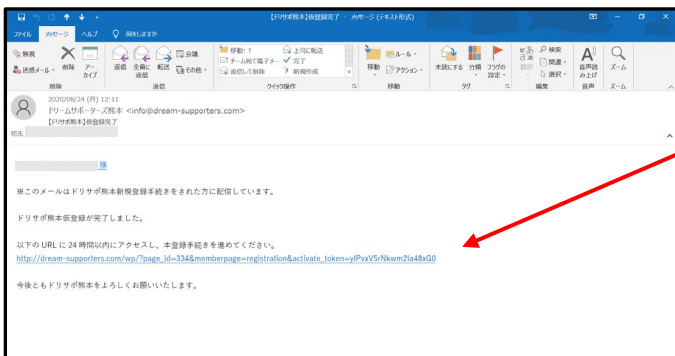 【ドリサポ熊本】仮登録完了 - メッセージ (テキスト形式)
ファイル メッセージ ヘルプ 何をしますか
無視
迷惑メール
削除
アーカイブ
返信
全員に返信
転送
会議
その他
移動: ?
チーム宛て電子メール
返信して削除
上司に転送
完了
新規作成
移動
ルール
アクション
未読にする
分類
フラグの設定
検索
関連
選択
音声読み上げ
ズーム
削除 返信 クイック操作 移動 タグ 編集 音声 ズーム
2020/08/24 (月) 12:11
ドリームサポーターズ熊本 <info@dream-supporters.com>
【ドリサポ熊本】仮登録完了
宛先
様
※このメールはドリサポ熊本新規登録手続きをされた方に配信しています。
ドリサポ熊本仮登録が完了しました。
以下の URL に 24 時間以内にアクセスし、本登録手続きを進めてください。
http://dream-supporters.com/wp/?page_id=334&memberpage=registration&activate_token=yIPvxV5rNkwm2Ia48xG0
今後ともドリサポ熊本をよろしくお願いいたします。